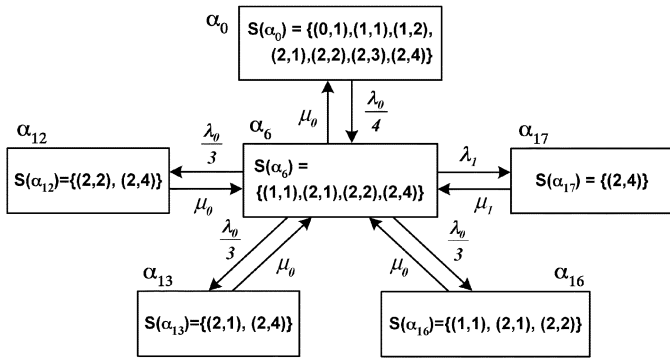 α0
S(α0) = {(0,1),(1,1),(1,2),
(2,1),(2,2),(2,3),(2,4)}
μ0
λ0/4
α12
λ0/3
α6
α17
S(α12)={(2,2), (2,4)}
S(α6) =
{(1,1),(2,1),(2,2),(2,4)}
λ1
S(α17) = {(2,4)}
μ0
μ1
λ0/3
μ0
μ0
λ0/3
α13
α16
S(α13)={(2,1), (2,4)}
S(α16)={(1,1), (2,1), (2,2)}